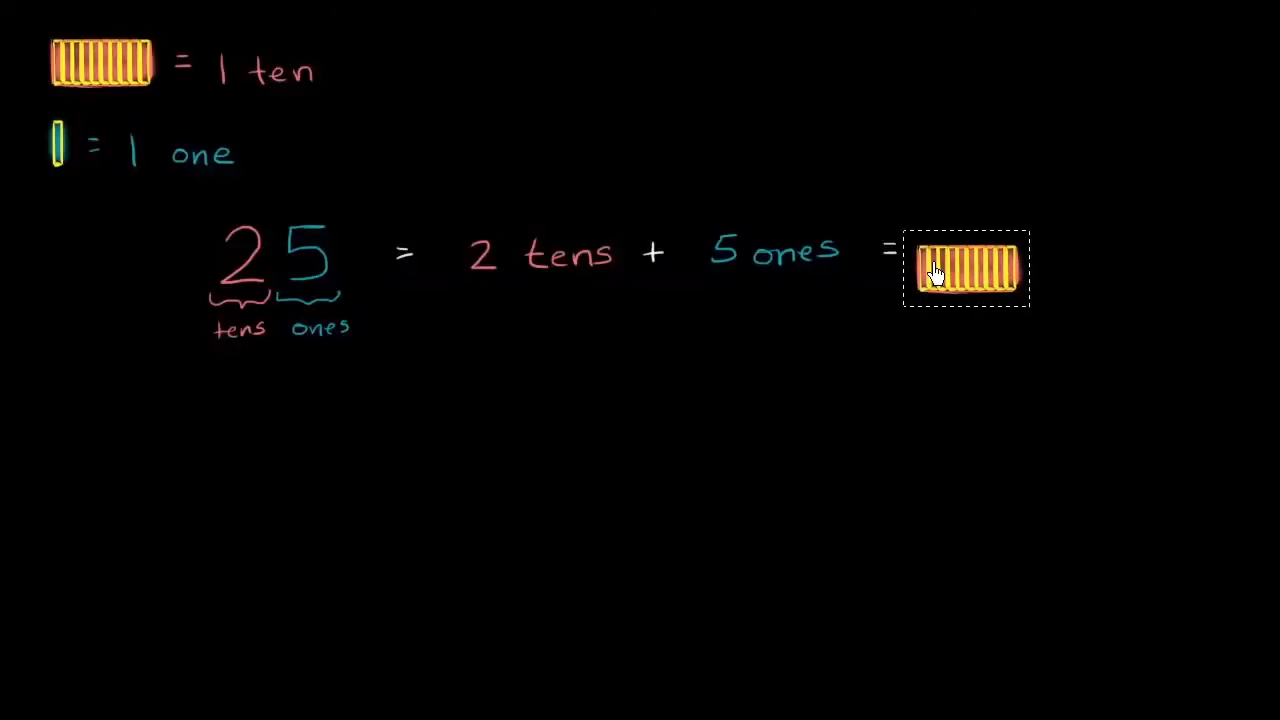 = 1 ten
= 1 one
25 = 2 tens + 5 ones =
tens ones